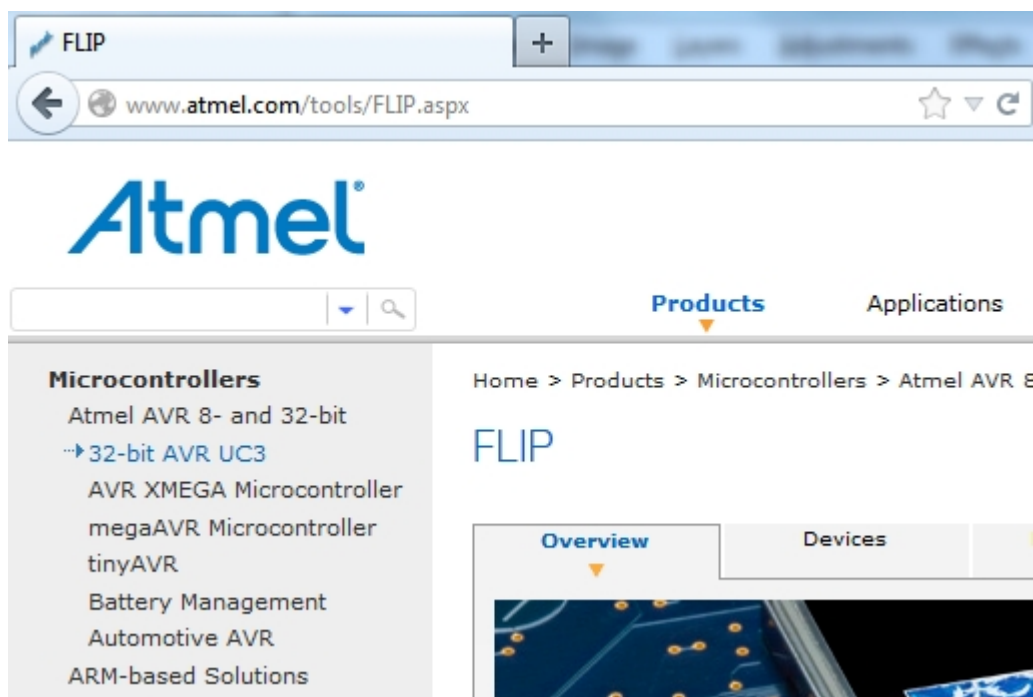 FLIP
www.atmel.com/tools/FLIP.aspx
Atmel®
Products Applications
Microcontrollers
Atmel AVR 8- and 32-bit
32-bit AVR UC3
AVR XMEGA Microcontroller
megaAVR Microcontroller
tinyAVR
Battery Management
Automotive AVR
ARM-based Solutions
Home > Products > Microcontrollers > Atmel AVR 8
FLIP
Overview Devices